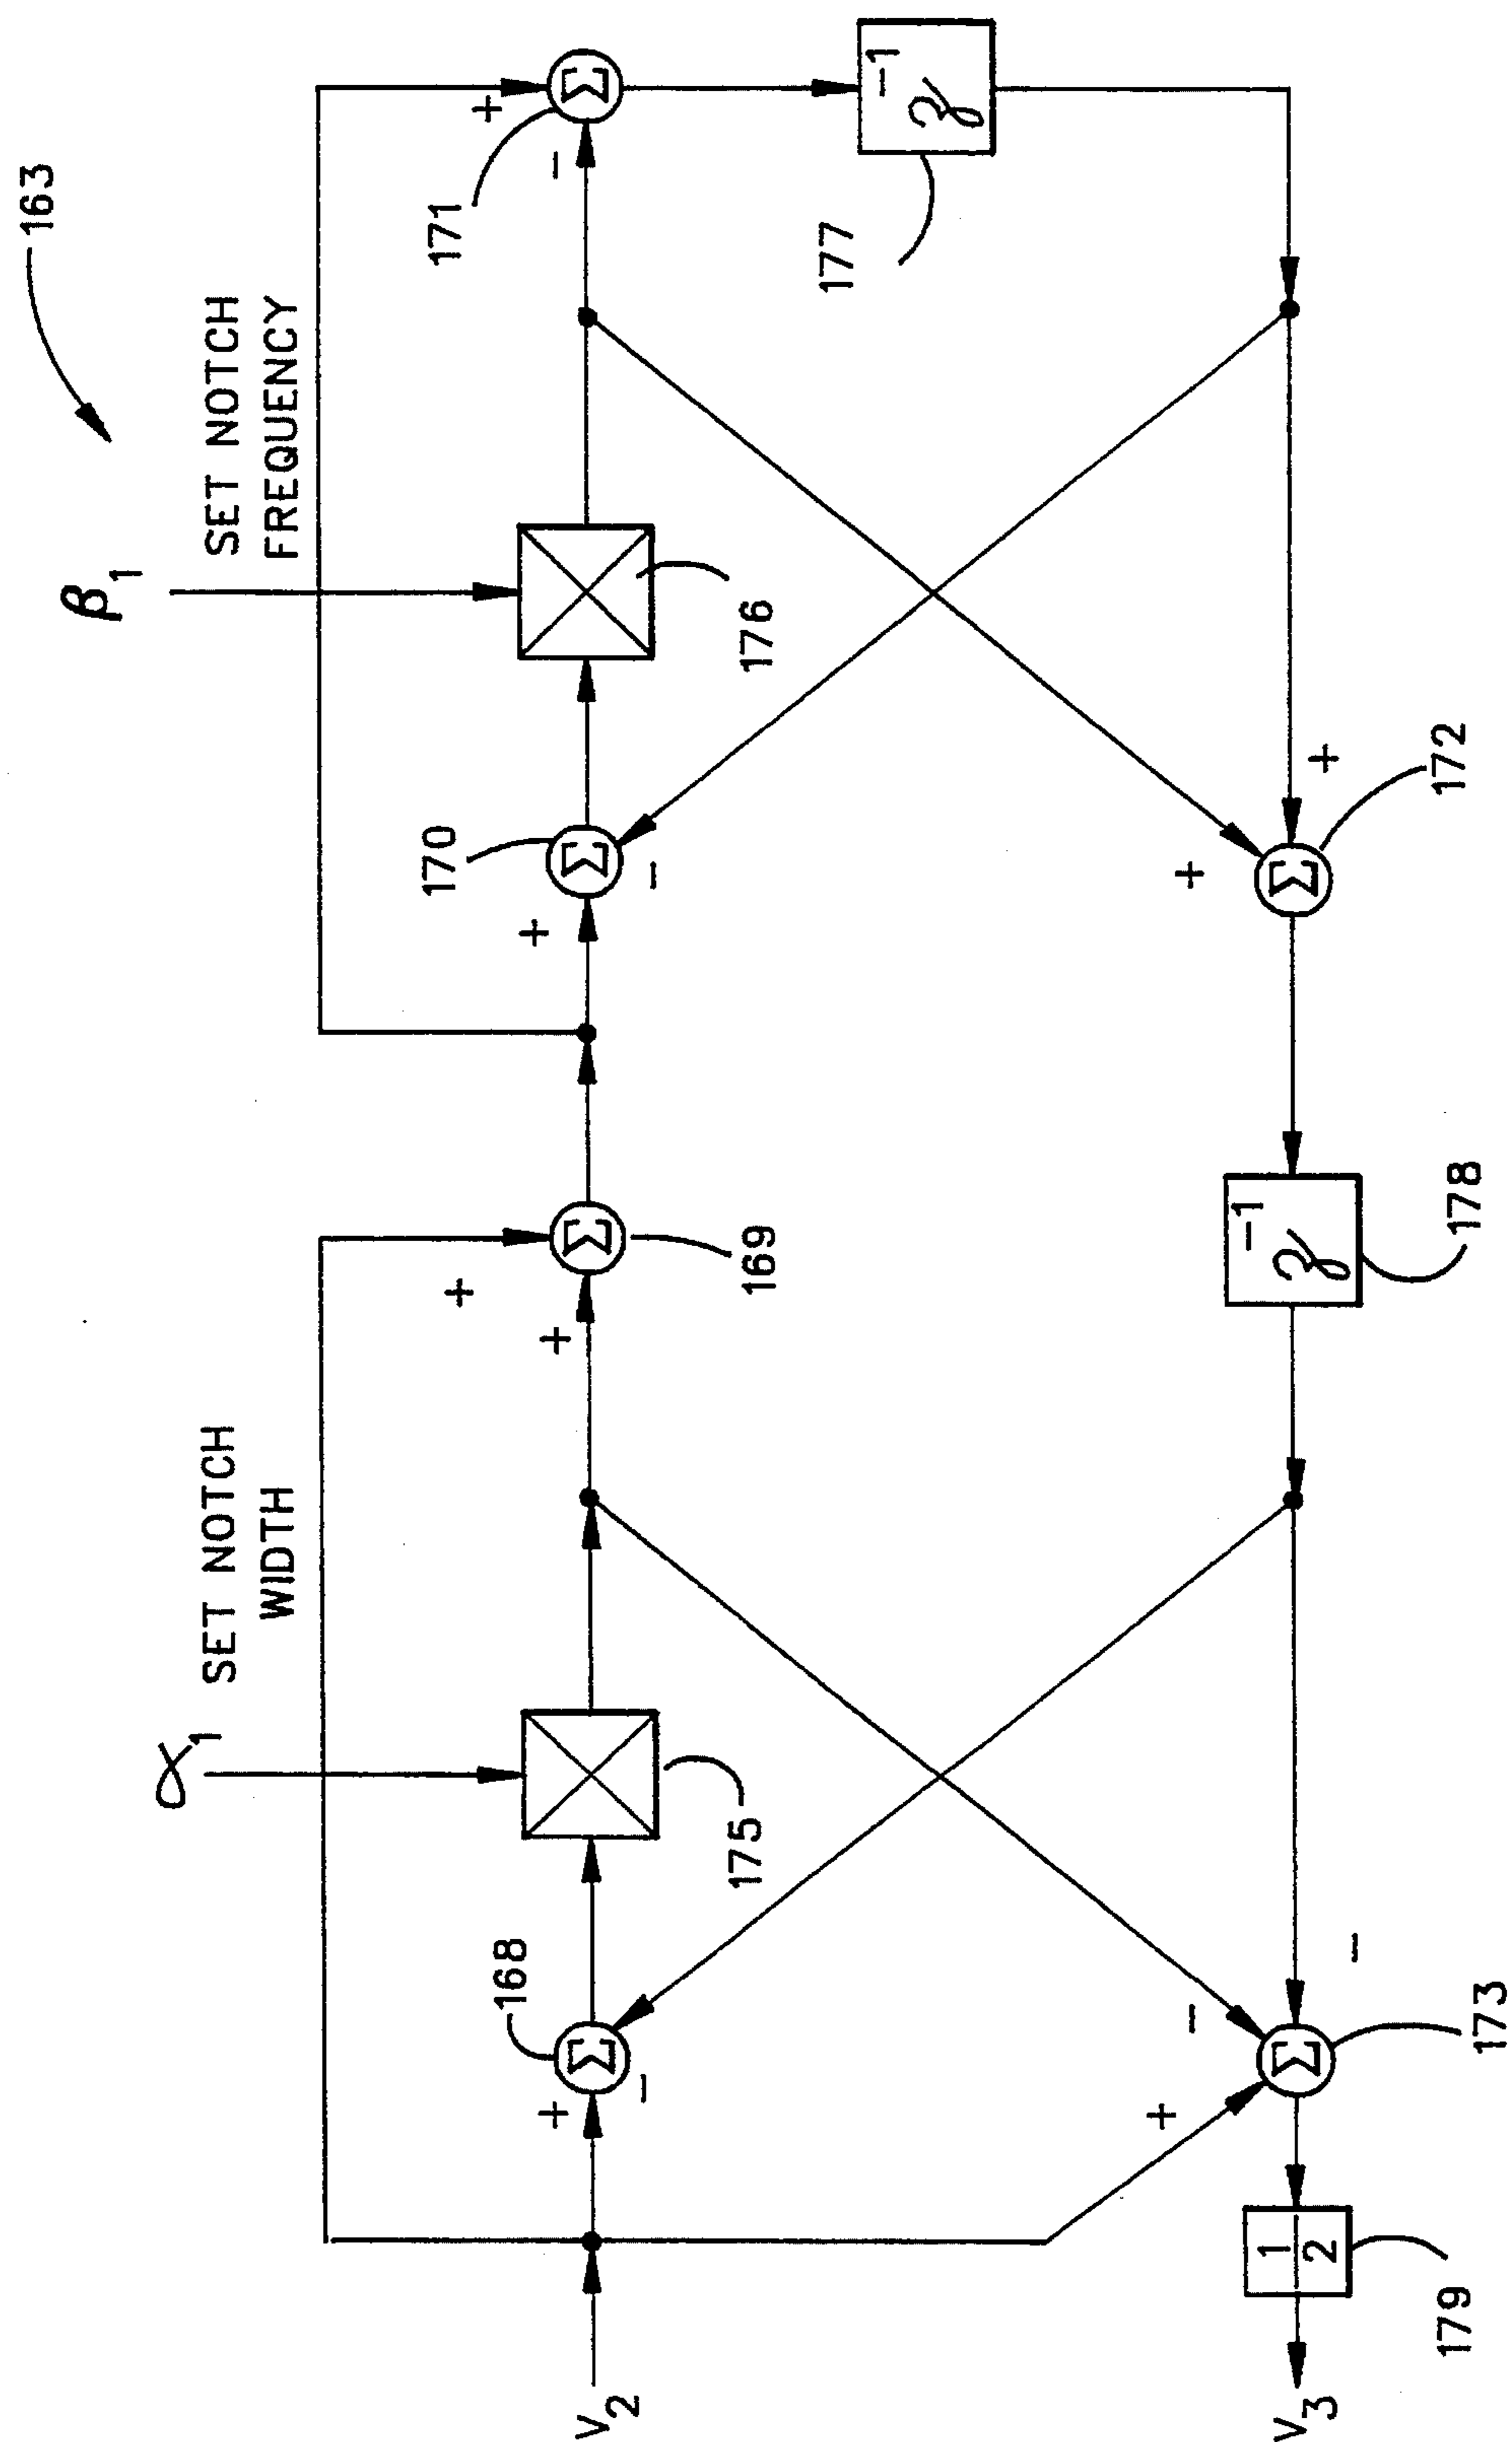 163
β₁
α₁
SET NOTCH
WIDTH
SET NOTCH
FREQUENCY
170
171
+
+
168
+
+
+
−
V₂
Σ
Σ
Σ
Σ
−
−
175
169
176
177
z⁻¹
+
−
+
V₃
1/2
Σ
z⁻¹
Σ
−
+
179
173
178
172